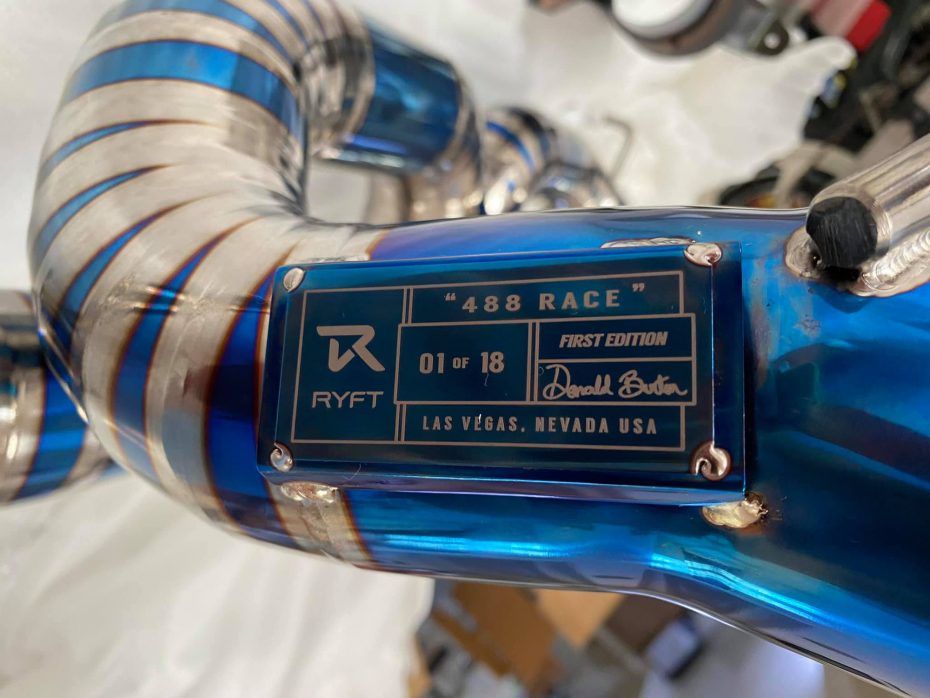 “ 488 RACE ”
RYFT
01 OF 18
FIRST EDITION
Donald Burton
LAS VEGAS, NEVADA USA